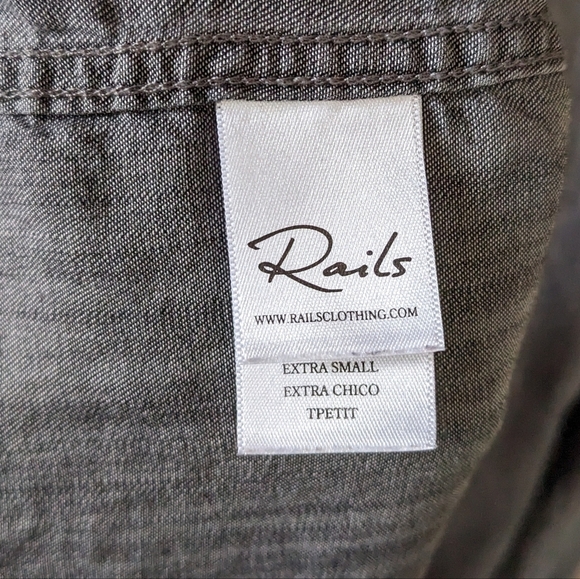 Rails
WWW.RAILSCLOTHING.COM
EXTRA SMALL
EXTRA CHICO
TPETIT